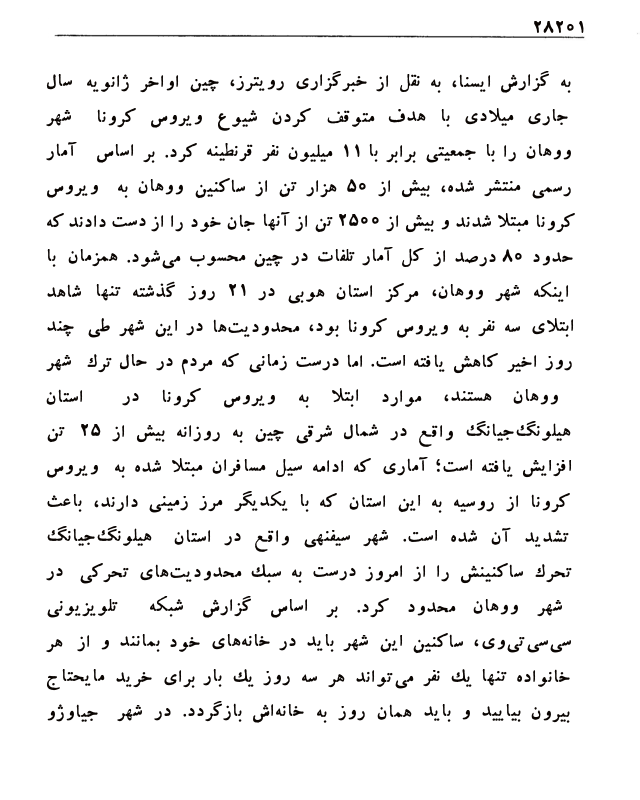 ۲۸۲۰۱
به گزارش ایسنا، به نقل از خبرگزاری رویترز، چین اواخر ژانویه سال
جاری میلادی با هدف متوقف کردن شیوع ویروس کرونا شهر
ووهان را با جمعیتی برابر با ۱۱ میلیون نفر قرنطینه کرد. بر اساس آمار
رسمی منتشر شده، بیش از ۵۰ هزار تن از ساکنین ووهان به ویروس
کرونا مبتلا شدند و بیش از ۲۵۰۰ تن از آنها جان خود را از دست دادند که
حدود ۸۰ درصد از کل آمار تلفات در چین محسوب می‌شود. همزمان با
اینکه شهر ووهان، مرکز استان هوبی در ۲۱ روز گذشته تنها شاهد
ابتلای سه نفر به ویروس کرونا بود، محدودیت‌ها در این شهر طی چند
روز اخیر کاهش یافته است. اما درست زمانی که مردم در حال ترك شهر
ووهان هستند، موارد ابتلا به ویروس کرونا در استان
هیلونگ‌جیانگ واقع در شمال شرقی چین به روزانه بیش از ۲۵ تن
افزایش یافته است؛ آماری که ادامه سیل مسافران مبتلا شده به ویروس
کرونا از روسیه به این استان که با یکدیگر مرز زمینی دارند، باعث
تشدید آن شده است. شهر سیفنهی واقع در استان هیلونگ‌جیانگ
تحرك ساکنینش را از امروز درست به سبك محدودیت‌های تحرکی در
شهر ووهان محدود کرد. بر اساس گزارش شبکه تلویزیونی
سی‌سی‌تی‌وی، ساکنین این شهر باید در خانه‌های خود بمانند و از هر
خانواده تنها یك نفر می‌تواند هر سه روز یك بار برای خرید مایحتاج
بیرون بیایید و باید همان روز به خانه‌اش بازگردد. در شهر جیاوژو